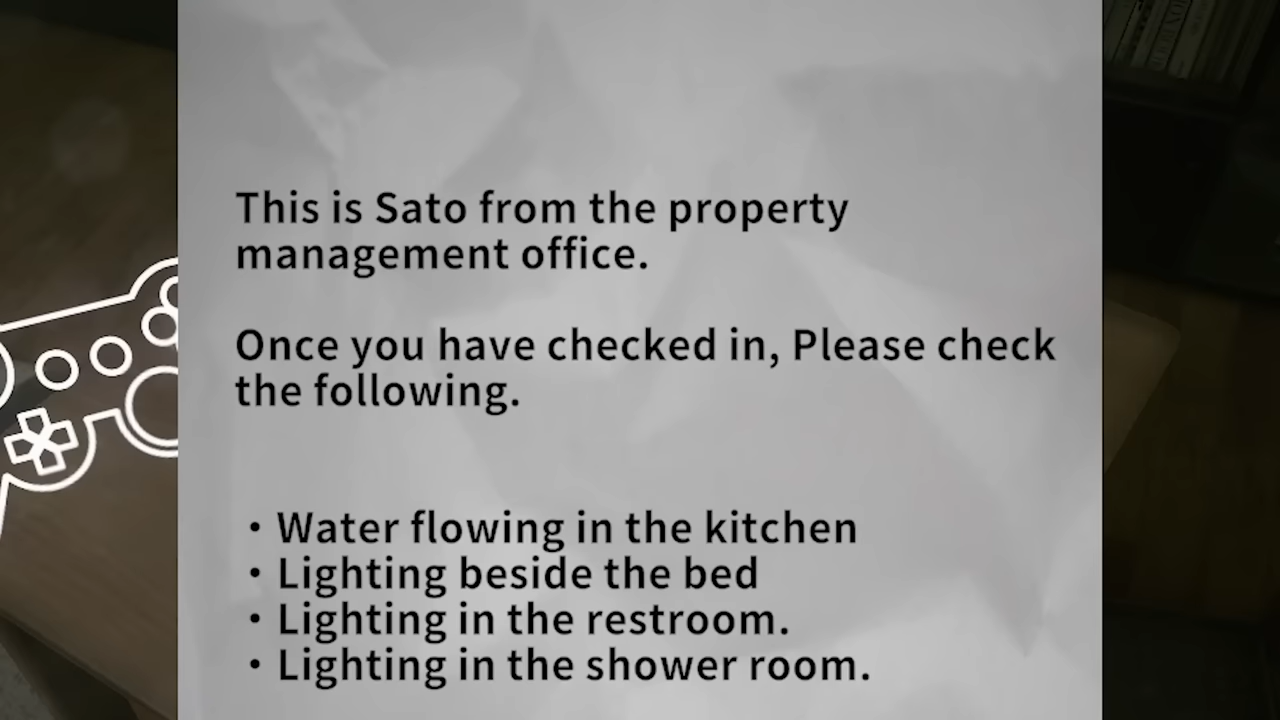 This is Sato from the property
management office.
Once you have checked in, Please check
the following.
・Water flowing in the kitchen
・Lighting beside the bed
・Lighting in the restroom.
・Lighting in the shower room.